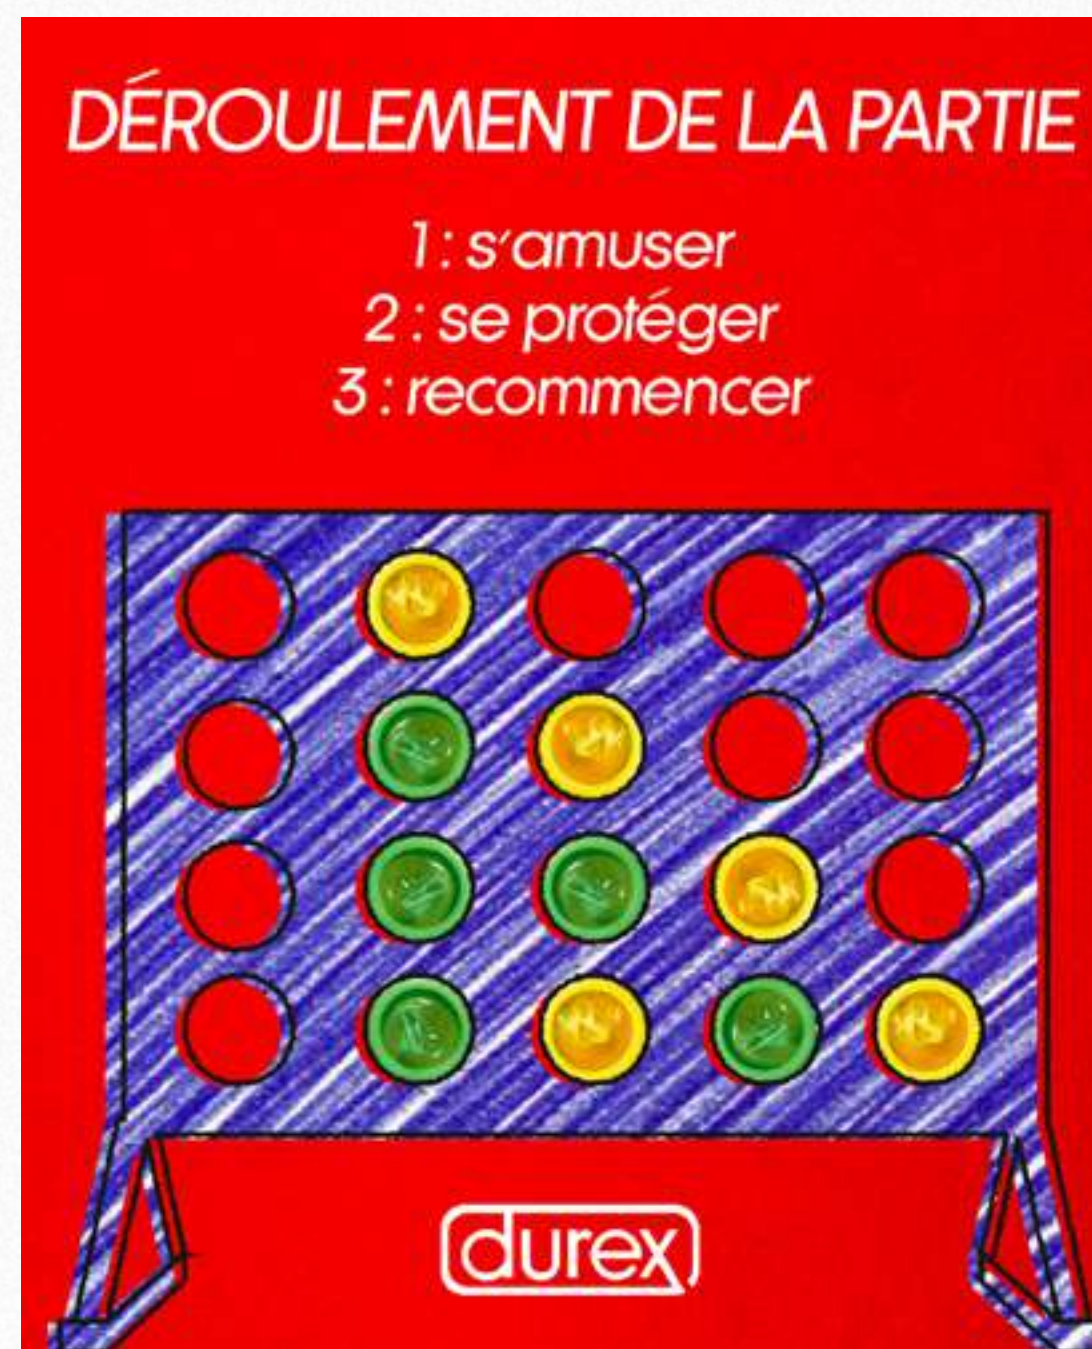 DÉROULEMENT DE LA PARTIE
1 : s'amuser
2 : se protéger
3 : recommencer
durex